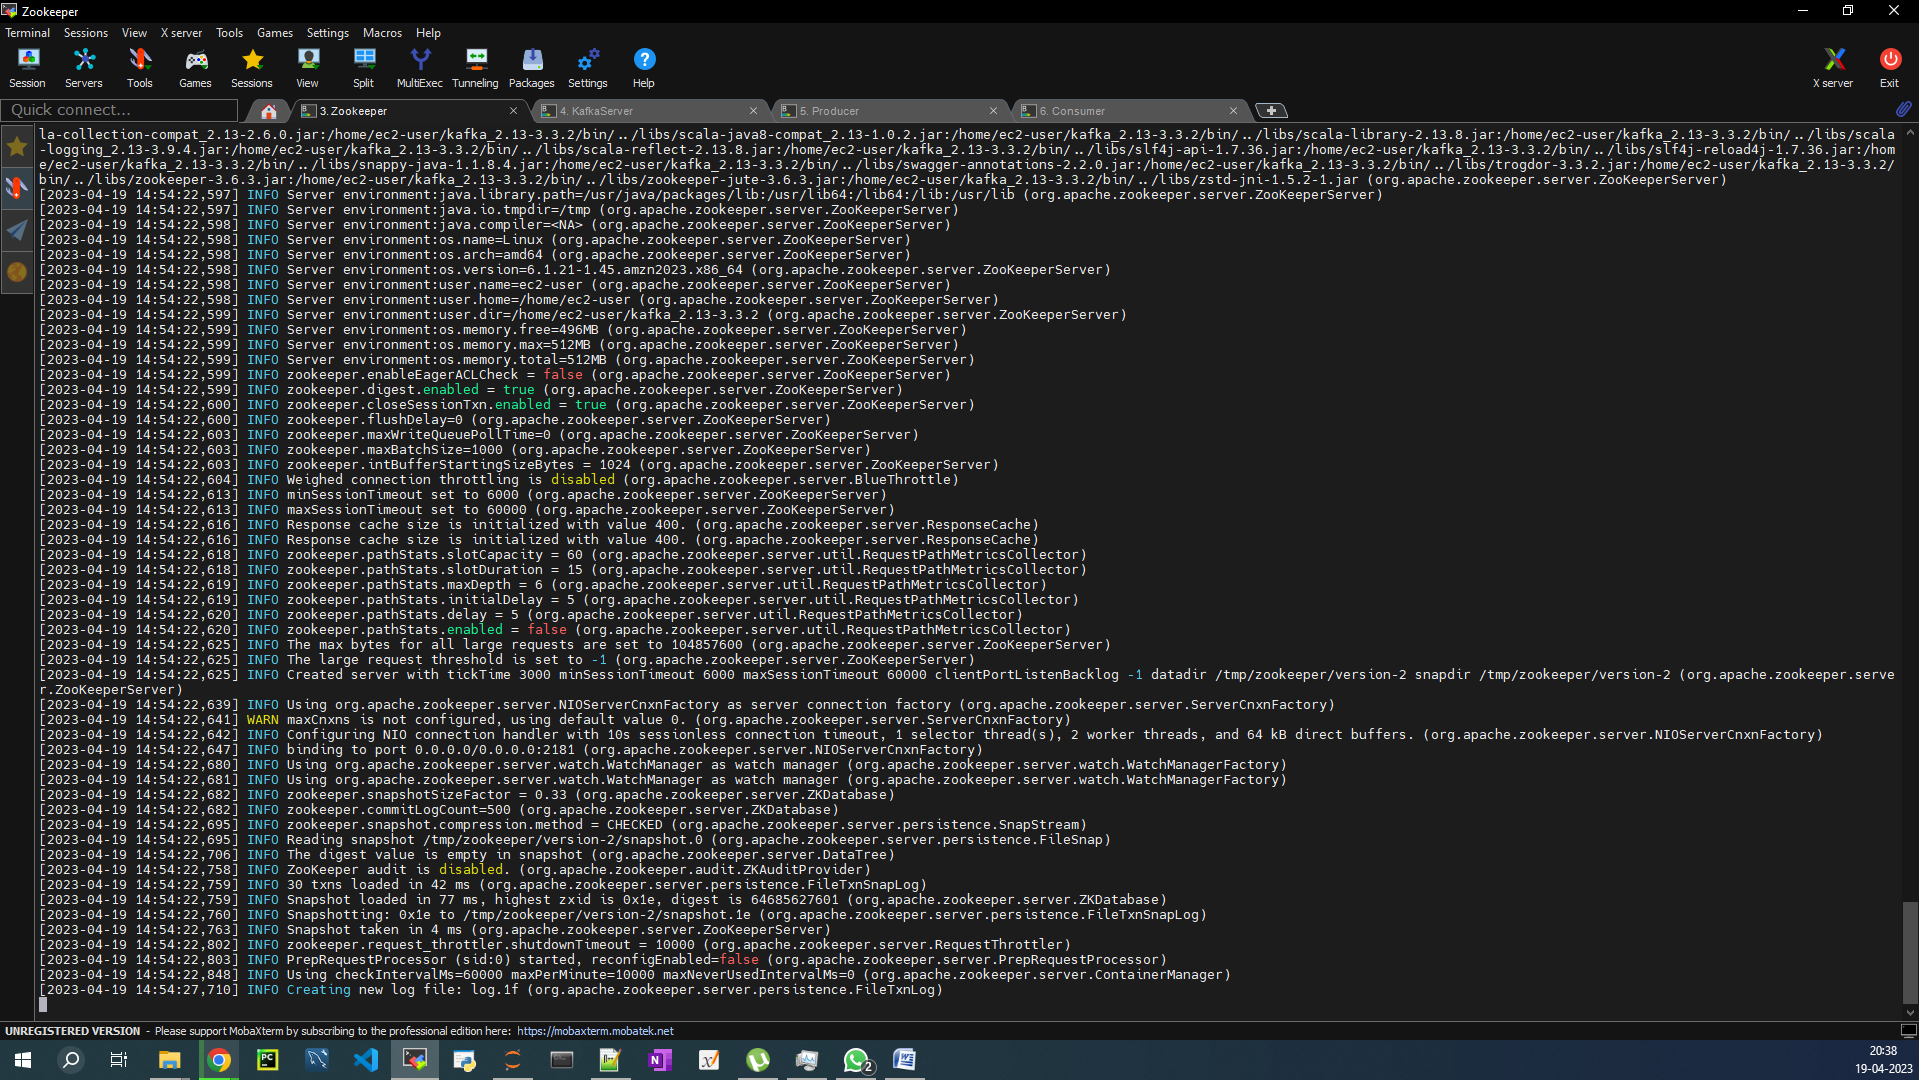 Zookeeper
Terminal Sessions View X server Tools Games Settings Macros Help
Session Servers Tools Games Sessions View Split MultiExec Tunneling Packages Settings Help X server Exit
Quick connect... 3. Zookeeper 4. KafkaServer 5. Producer 6. Consumer
la-collection-compat_2.13-2.6.0.jar:/home/ec2-user/kafka_2.13-3.3.2/bin/../libs/scala-java8-compat_2.13-1.0.2.jar:/home/ec2-user/kafka_2.13-3.3.2/bin/../libs/scala-library-2.13.8.jar:/home/ec2-user/kafka_2.13-3.3.2/bin/../libs/scala
-logging_2.13-3.9.4.jar:/home/ec2-user/kafka_2.13-3.3.2/bin/../libs/scala-reflect-2.13.8.jar:/home/ec2-user/kafka_2.13-3.3.2/bin/../libs/slf4j-api-1.7.36.jar:/home/ec2-user/kafka_2.13-3.3.2/bin/../libs/slf4j-reload4j-1.7.36.jar:/hom
e/ec2-user/kafka_2.13-3.3.2/bin/../libs/snappy-java-1.1.8.4.jar:/home/ec2-user/kafka_2.13-3.3.2/bin/../libs/swagger-annotations-2.2.0.jar:/home/ec2-user/kafka_2.13-3.3.2/bin/../libs/trogdor-3.3.2.jar:/home/ec2-user/kafka_2.13-3.3.2/
bin/../libs/zookeeper-3.6.3.jar:/home/ec2-user/kafka_2.13-3.3.2/bin/../libs/zookeeper-jute-3.6.3.jar:/home/ec2-user/kafka_2.13-3.3.2/bin/../libs/zstd-jni-1.5.2-1.jar (org.apache.zookeeper.server.ZooKeeperServer)
[2023-04-19 14:54:22,597] INFO Server environment:java.library.path=/usr/java/packages/lib:/usr/lib64:/lib64:/lib:/usr/lib (org.apache.zookeeper.server.ZooKeeperServer)
[2023-04-19 14:54:22,597] INFO Server environment:java.io.tmpdir=/tmp (org.apache.zookeeper.server.ZooKeeperServer)
[2023-04-19 14:54:22,598] INFO Server environment:java.compiler=<NA> (org.apache.zookeeper.server.ZooKeeperServer)
[2023-04-19 14:54:22,598] INFO Server environment:os.name=Linux (org.apache.zookeeper.server.ZooKeeperServer)
[2023-04-19 14:54:22,598] INFO Server environment:os.arch=amd64 (org.apache.zookeeper.server.ZooKeeperServer)
[2023-04-19 14:54:22,598] INFO Server environment:os.version=6.1.21-1.45.amzn2023.x86_64 (org.apache.zookeeper.server.ZooKeeperServer)
[2023-04-19 14:54:22,598] INFO Server environment:user.name=ec2-user (org.apache.zookeeper.server.ZooKeeperServer)
[2023-04-19 14:54:22,598] INFO Server environment:user.home=/home/ec2-user (org.apache.zookeeper.server.ZooKeeperServer)
[2023-04-19 14:54:22,599] INFO Server environment:user.dir=/home/ec2-user/kafka_2.13-3.3.2 (org.apache.zookeeper.server.ZooKeeperServer)
[2023-04-19 14:54:22,599] INFO Server environment:os.memory.free=496MB (org.apache.zookeeper.server.ZooKeeperServer)
[2023-04-19 14:54:22,599] INFO Server environment:os.memory.max=512MB (org.apache.zookeeper.server.ZooKeeperServer)
[2023-04-19 14:54:22,599] INFO Server environment:os.memory.total=512MB (org.apache.zookeeper.server.ZooKeeperServer)
[2023-04-19 14:54:22,599] INFO zookeeper.enableEagerACLCheck = false (org.apache.zookeeper.server.ZooKeeperServer)
[2023-04-19 14:54:22,599] INFO zookeeper.digest.enabled = true (org.apache.zookeeper.server.ZooKeeperServer)
[2023-04-19 14:54:22,600] INFO zookeeper.closeSessionTxn.enabled = true (org.apache.zookeeper.server.ZooKeeperServer)
[2023-04-19 14:54:22,600] INFO zookeeper.flushDelay=0 (org.apache.zookeeper.server.ZooKeeperServer)
[2023-04-19 14:54:22,603] INFO zookeeper.maxWriteQueuePollTime=0 (org.apache.zookeeper.server.ZooKeeperServer)
[2023-04-19 14:54:22,603] INFO zookeeper.maxBatchSize=1000 (org.apache.zookeeper.server.ZooKeeperServer)
[2023-04-19 14:54:22,603] INFO zookeeper.intBufferStartingSizeBytes = 1024 (org.apache.zookeeper.server.ZooKeeperServer)
[2023-04-19 14:54:22,604] INFO Weighed connection throttling is disabled (org.apache.zookeeper.server.BlueThrottle)
[2023-04-19 14:54:22,613] INFO minSessionTimeout set to 6000 (org.apache.zookeeper.server.ZooKeeperServer)
[2023-04-19 14:54:22,613] INFO maxSessionTimeout set to 60000 (org.apache.zookeeper.server.ZooKeeperServer)
[2023-04-19 14:54:22,616] INFO Response cache size is initialized with value 400. (org.apache.zookeeper.server.ResponseCache)
[2023-04-19 14:54:22,616] INFO Response cache size is initialized with value 400. (org.apache.zookeeper.server.ResponseCache)
[2023-04-19 14:54:22,618] INFO zookeeper.pathStats.slotCapacity = 60 (org.apache.zookeeper.server.util.RequestPathMetricsCollector)
[2023-04-19 14:54:22,618] INFO zookeeper.pathStats.slotDuration = 15 (org.apache.zookeeper.server.util.RequestPathMetricsCollector)
[2023-04-19 14:54:22,619] INFO zookeeper.pathStats.maxDepth = 6 (org.apache.zookeeper.server.util.RequestPathMetricsCollector)
[2023-04-19 14:54:22,619] INFO zookeeper.pathStats.initialDelay = 5 (org.apache.zookeeper.server.util.RequestPathMetricsCollector)
[2023-04-19 14:54:22,620] INFO zookeeper.pathStats.delay = 5 (org.apache.zookeeper.server.util.RequestPathMetricsCollector)
[2023-04-19 14:54:22,620] INFO zookeeper.pathStats.enabled = false (org.apache.zookeeper.server.util.RequestPathMetricsCollector)
[2023-04-19 14:54:22,625] INFO The max bytes for all large requests are set to 104857600 (org.apache.zookeeper.server.ZooKeeperServer)
[2023-04-19 14:54:22,625] INFO The large request threshold is set to -1 (org.apache.zookeeper.server.ZooKeeperServer)
[2023-04-19 14:54:22,625] INFO Created server with tickTime 3000 minSessionTimeout 6000 maxSessionTimeout 60000 clientPortListenBacklog -1 datadir /tmp/zookeeper/version-2 snapdir /tmp/zookeeper/version-2 (org.apache.zookeeper.serve
r.ZooKeeperServer)
[2023-04-19 14:54:22,639] INFO Using org.apache.zookeeper.server.NIOServerCnxnFactory as server connection factory (org.apache.zookeeper.server.ServerCnxnFactory)
[2023-04-19 14:54:22,641] WARN maxCnxns is not configured, using default value 0. (org.apache.zookeeper.server.ServerCnxnFactory)
[2023-04-19 14:54:22,642] INFO Configuring NIO connection handler with 10s sessionless connection timeout, 1 selector thread(s), 2 worker threads, and 64 kB direct buffers. (org.apache.zookeeper.server.NIOServerCnxnFactory)
[2023-04-19 14:54:22,647] INFO binding to port 0.0.0.0/0.0.0.0:2181 (org.apache.zookeeper.server.NIOServerCnxnFactory)
[2023-04-19 14:54:22,680] INFO Using org.apache.zookeeper.server.watch.WatchManager as watch manager (org.apache.zookeeper.server.watch.WatchManagerFactory)
[2023-04-19 14:54:22,681] INFO Using org.apache.zookeeper.server.watch.WatchManager as watch manager (org.apache.zookeeper.server.watch.WatchManagerFactory)
[2023-04-19 14:54:22,682] INFO zookeeper.snapshotSizeFactor = 0.33 (org.apache.zookeeper.server.ZKDatabase)
[2023-04-19 14:54:22,682] INFO zookeeper.commitLogCount=500 (org.apache.zookeeper.server.ZKDatabase)
[2023-04-19 14:54:22,695] INFO zookeeper.snapshot.compression.method = CHECKED (org.apache.zookeeper.server.persistence.SnapStream)
[2023-04-19 14:54:22,695] INFO Reading snapshot /tmp/zookeeper/version-2/snapshot.0 (org.apache.zookeeper.server.persistence.FileSnap)
[2023-04-19 14:54:22,706] INFO The digest value is empty in snapshot (org.apache.zookeeper.server.DataTree)
[2023-04-19 14:54:22,758] INFO ZooKeeper audit is disabled. (org.apache.zookeeper.audit.ZKAuditProvider)
[2023-04-19 14:54:22,759] INFO 30 txns loaded in 42 ms (org.apache.zookeeper.server.persistence.FileTxnSnapLog)
[2023-04-19 14:54:22,759] INFO Snapshot loaded in 77 ms, highest zxid is 0x1e, digest is 64685627601 (org.apache.zookeeper.server.ZKDatabase)
[2023-04-19 14:54:22,760] INFO Snapshotting: 0x1e to /tmp/zookeeper/version-2/snapshot.1e (org.apache.zookeeper.server.persistence.FileTxnSnapLog)
[2023-04-19 14:54:22,763] INFO Snapshot taken in 4 ms (org.apache.zookeeper.server.ZooKeeperServer)
[2023-04-19 14:54:22,802] INFO zookeeper.request_throttler.shutdownTimeout = 10000 (org.apache.zookeeper.server.RequestThrottler)
[2023-04-19 14:54:22,803] INFO PrepRequestProcessor (sid:0) started, reconfigEnabled=false (org.apache.zookeeper.server.PrepRequestProcessor)
[2023-04-19 14:54:22,848] INFO Using checkIntervalMs=60000 maxPerMinute=10000 maxNeverUsedIntervalMs=0 (org.apache.zookeeper.server.ContainerManager)
[2023-04-19 14:54:27,710] INFO Creating new log file: log.1f (org.apache.zookeeper.server.persistence.FileTxnLog)
UNREGISTERED VERSION - Please support MobaXterm by subscribing to the professional edition here: https://mobaxterm.mobatek.net
20:38
19-04-2023